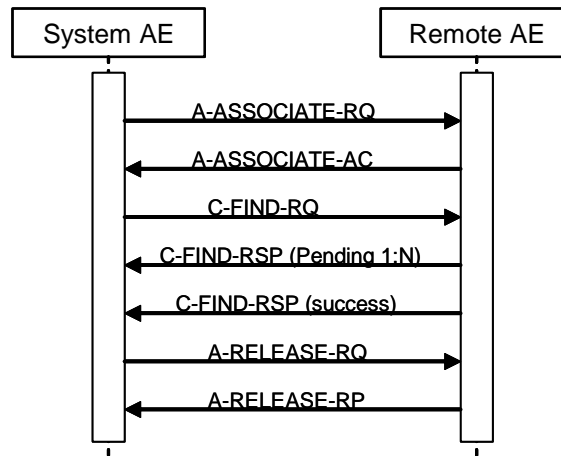 System AE
Remote AE
A-ASSOCIATE-RQ
A-ASSOCIATE-AC
C-FIND-RQ
C-FIND-RSP (Pending 1:N)
C-FIND-RSP (success)
A-RELEASE-RQ
A-RELEASE-RP